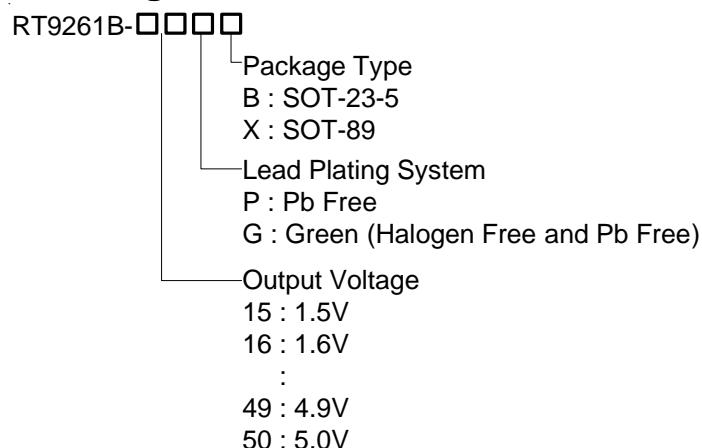 RT9261B-□□□□
Package Type
B : SOT-23-5
X : SOT-89
Lead Plating System
P : Pb Free
G : Green (Halogen Free and Pb Free)
Output Voltage
15 : 1.5V
16 : 1.6V
:
49 : 4.9V
50 : 5.0V